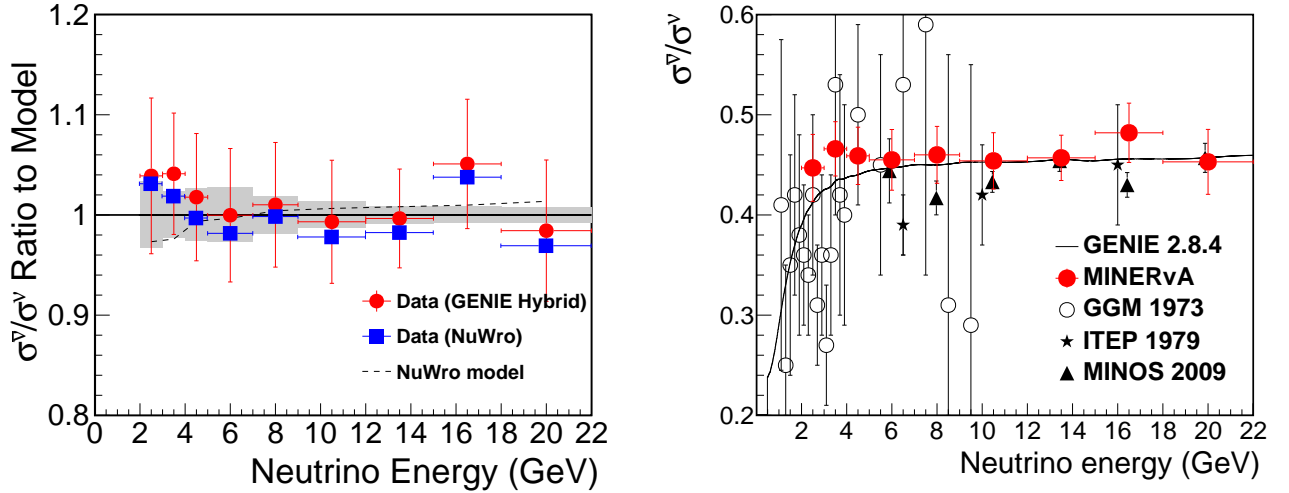 σ^ν̅/σ^ν Ratio to Model
1.2
1.1
1
0.9
0.8
Data (GENIE Hybrid)
Data (NuWro)
NuWro model
0 2 4 6 8 10 12 14 16 18 20 22
Neutrino Energy (GeV)
σ^ν̅/σ^ν
0.6
0.5
0.4
0.3
0.2
GENIE 2.8.4
MINERvA
GGM 1973
ITEP 1979
MINOS 2009
2 4 6 8 10 12 14 16 18 20 22
Neutrino energy (GeV)